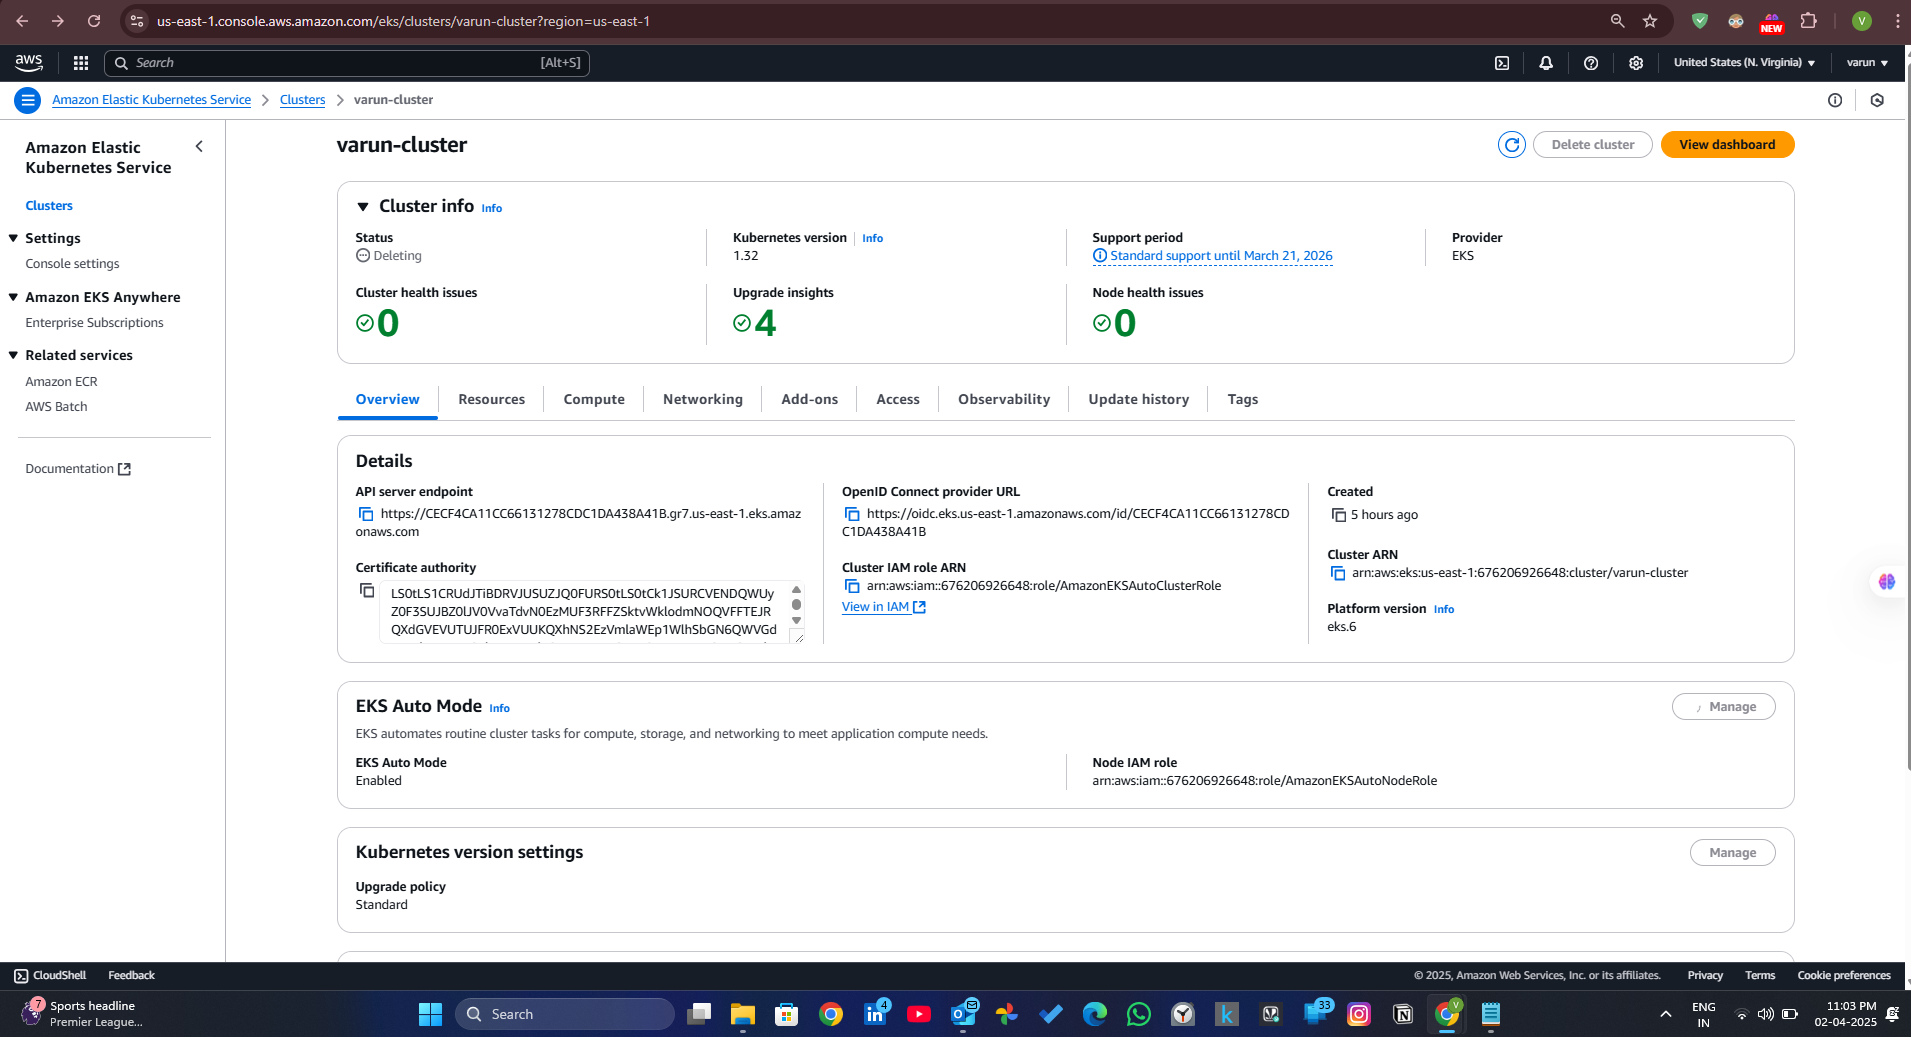 us-east-1.console.aws.amazon.com/eks/clusters/varun-cluster?region=us-east-1
NEW
V
aws
Search
[Alt+S]
United States (N. Virginia)
varun
Amazon Elastic Kubernetes Service
Clusters
varun-cluster
Amazon Elastic
Kubernetes Service
Clusters
Settings
Console settings
Amazon EKS Anywhere
Enterprise Subscriptions
Related services
Amazon ECR
AWS Batch
Documentation
varun-cluster
Delete cluster
View dashboard
Cluster info Info
Status
Deleting
Kubernetes version Info
1.32
Support period
Standard support until March 21, 2026
Provider
EKS
Cluster health issues
0
Upgrade insights
4
Node health issues
0
Overview
Resources
Compute
Networking
Add-ons
Access
Observability
Update history
Tags
Details
API server endpoint
https://CECF4CA11CC66131278CDC1DA438A41B.gr7.us-east-1.eks.amaz
onaws.com
Certificate authority
LS0tLS1CRUdJTiBDRVJUSUZJQ0FURS0tLS0tCk1JSURCVENDQWUy
Z0F3SUJBZ0lJV0VvaTdvN0EzMUF3RFFZSktvWklodmNOQVFFTEJR
QXdGVEVUTUJFR0ExVUUKQXhNS2EzVmlaWEp1WlhSbGN6QWVGd
OpenID Connect provider URL
https://oidc.eks.us-east-1.amazonaws.com/id/CECF4CA11CC66131278CD
C1DA438A41B
Cluster IAM role ARN
arn:aws:iam::676206926648:role/AmazonEKSAutoClusterRole
View in IAM
Created
5 hours ago
Cluster ARN
arn:aws:eks:us-east-1:676206926648:cluster/varun-cluster
Platform version Info
eks.6
EKS Auto Mode Info
Manage
EKS automates routine cluster tasks for compute, storage, and networking to meet application compute needs.
EKS Auto Mode
Enabled
Node IAM role
arn:aws:iam::676206926648:role/AmazonEKSAutoNodeRole
Kubernetes version settings
Manage
Upgrade policy
Standard
CloudShell
Feedback
© 2025, Amazon Web Services, Inc. or its affiliates.
Privacy
Terms
Cookie preferences
7
Sports headline
Premier League...
Search
4
33
V
ENG
IN
11:03 PM
02-04-2025